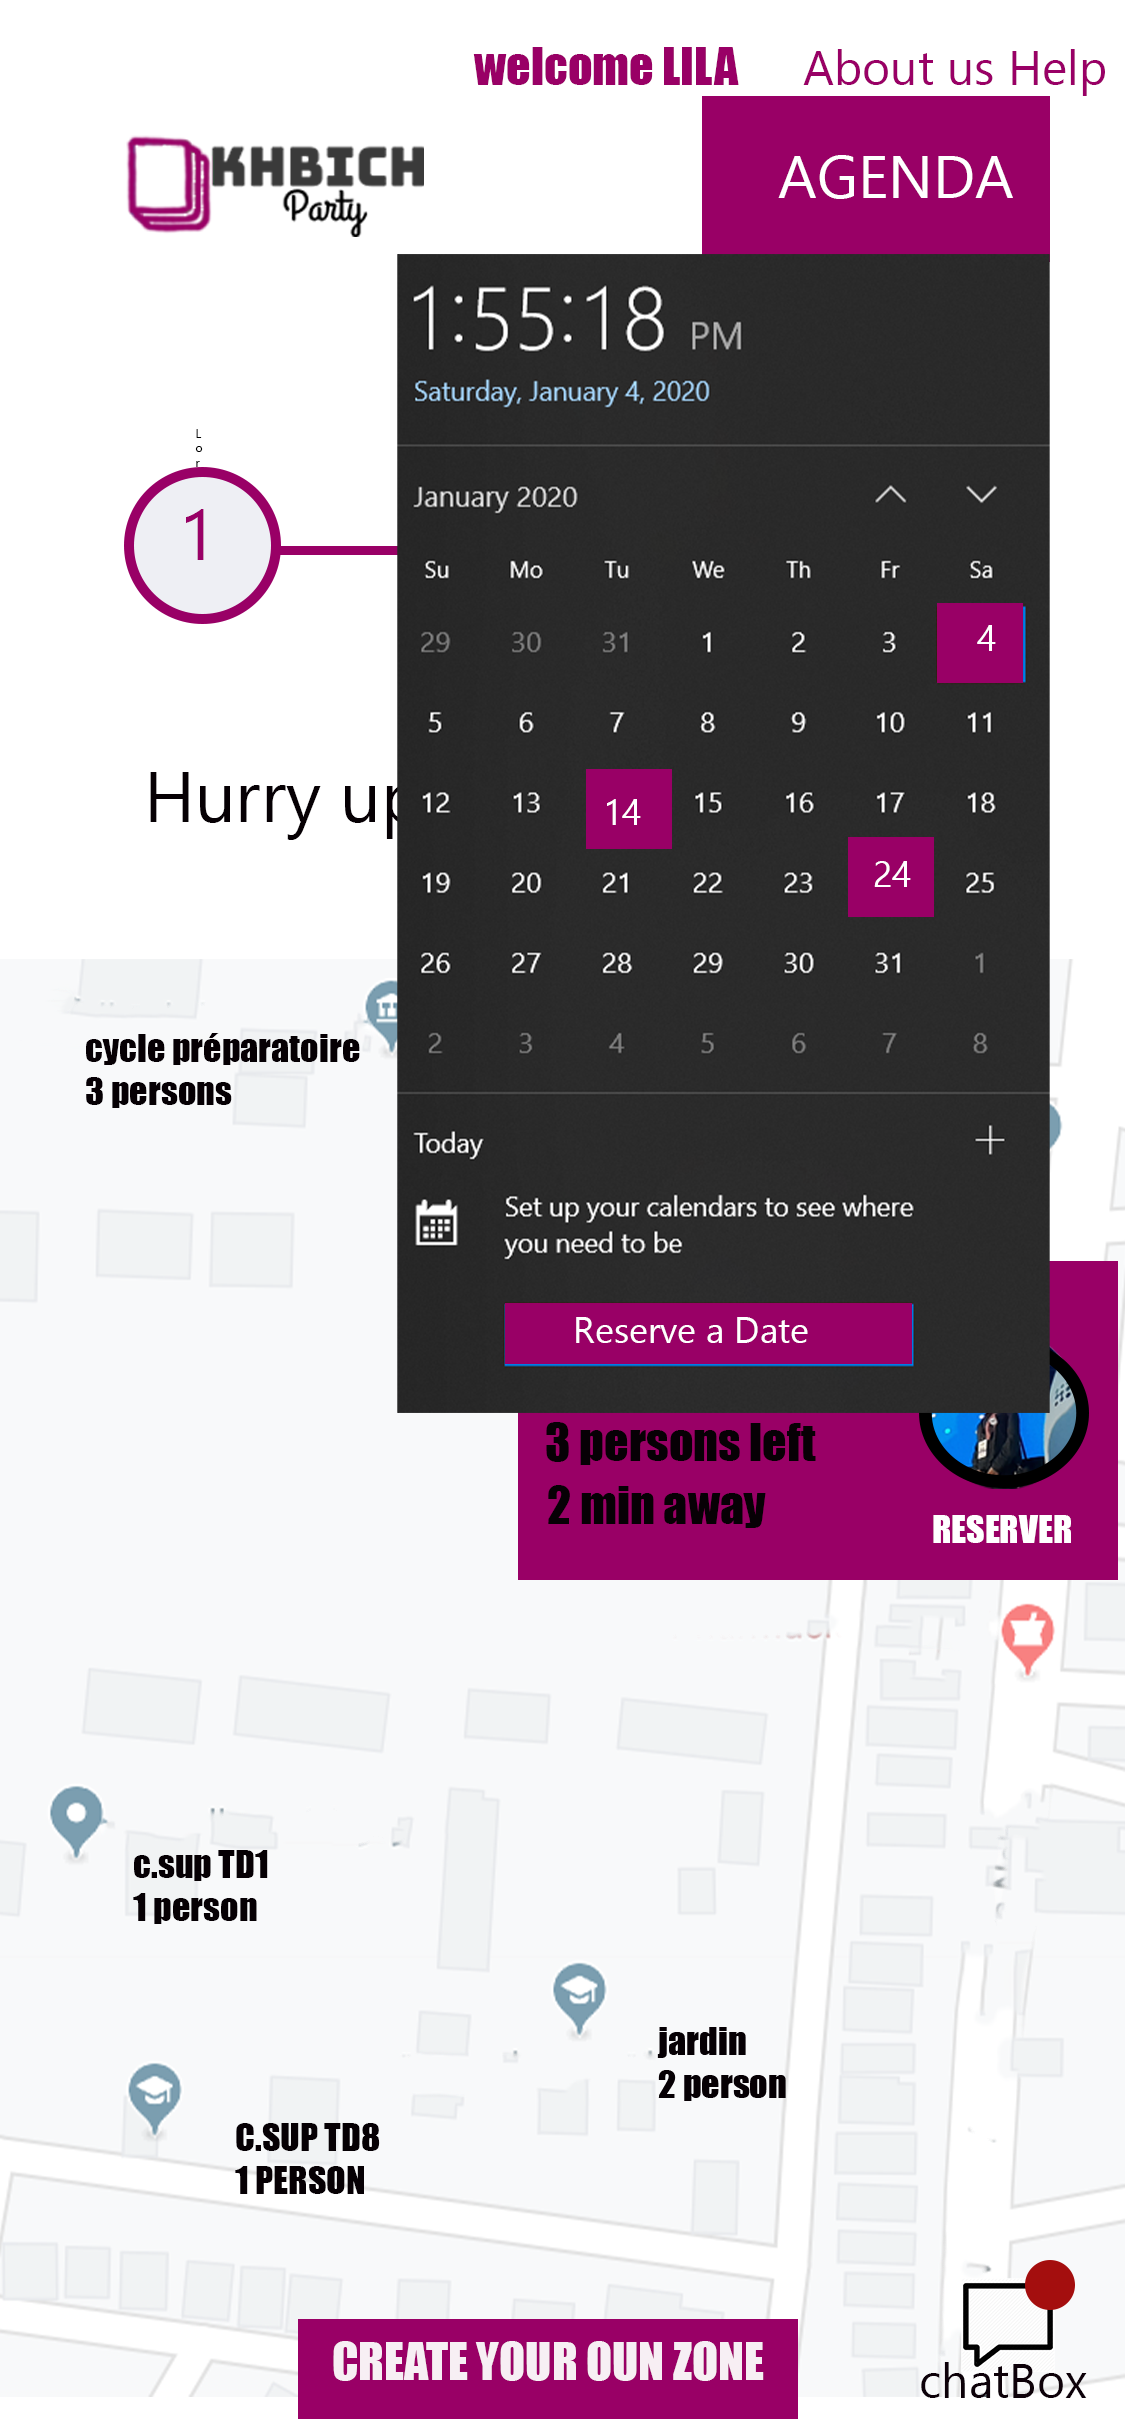 welcome LILA About us Help
KHBICH
Party
AGENDA
1:55:18 PM
Saturday, January 4, 2020
L
o
r
1
January 2020
Su Mo Tu We Th Fr Sa
29 30 31 1 2 3 4
5 6 7 8 9 10 11
Hurry up
12 13 14 15 16 17 18
19 20 21 22 23 24 25
26 27 28 29 30 31 1
2 3 4 5 6 7 8
cycle préparatoire
3 persons
Today
Set up your calendars to see where
you need to be
Reserve a Date
3 persons left
2 min away
RESERVER
c.sup TD1
1 person
jardin
2 person
C.SUP TD8
1 PERSON
CREATE YOUR OUN ZONE
chatBox